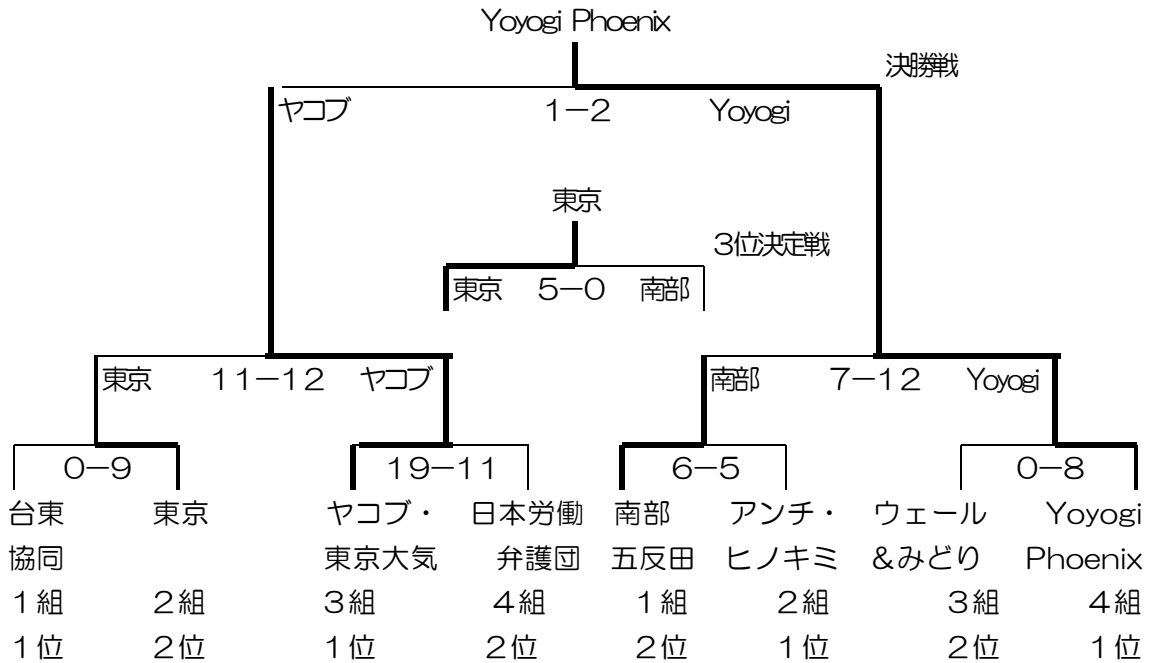 Yoyogi Phoenix
決勝戦
ヤコブ 1－2 Yoyogi
東京
3位決定戦
東京 5－0 南部
東京 11－12 ヤコブ 南部 7－12 Yoyogi
0－9 19－11 6－5 0－8
台東 東京 ヤコブ・ 日本労働 南部 アンチ・ ウェール Yoyogi
協同 東京大気 弁護団 五反田 ヒノキミ &みどり Phoenix
1組 2組 3組 4組 1組 2組 3組 4組
1位 2位 1位 2位 2位 1位 2位 1位